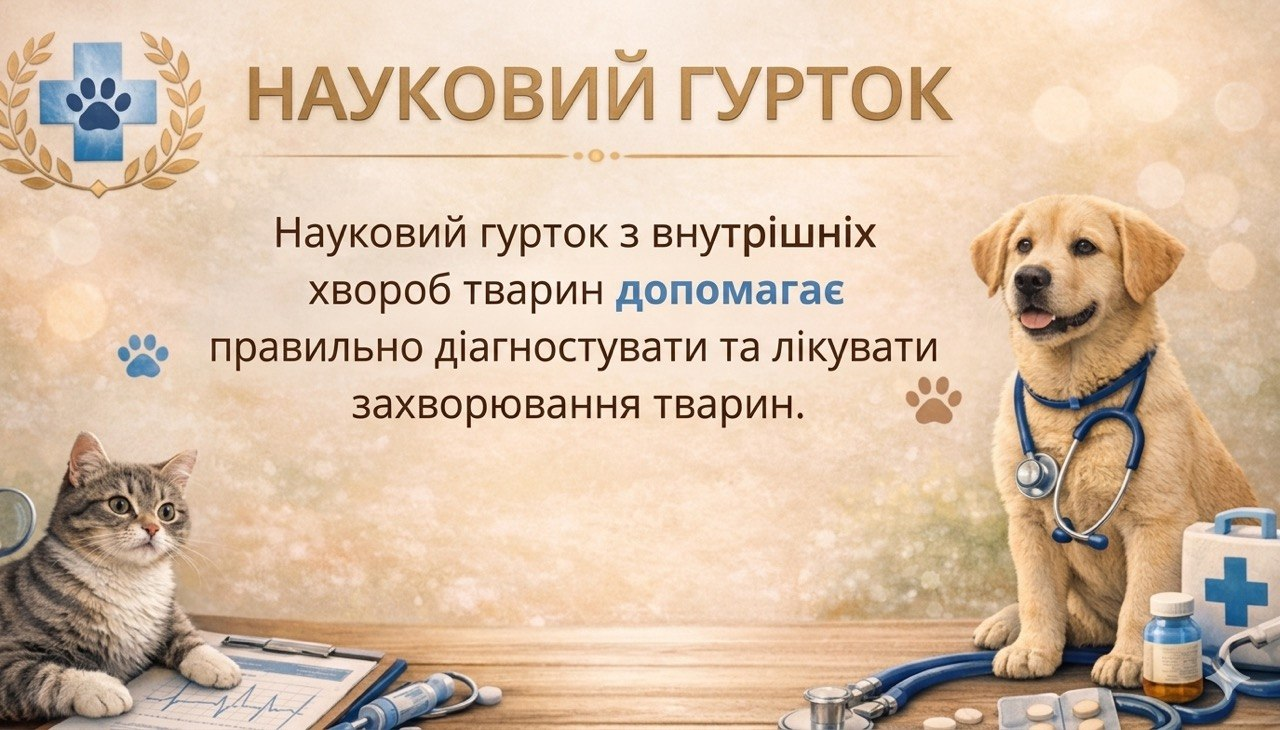 НАУКОВИЙ ГУРТОК
Науковий гурток з внутрішніх
хвороб тварин допомагає
правильно діагностувати та лікувати
захворювання тварин.